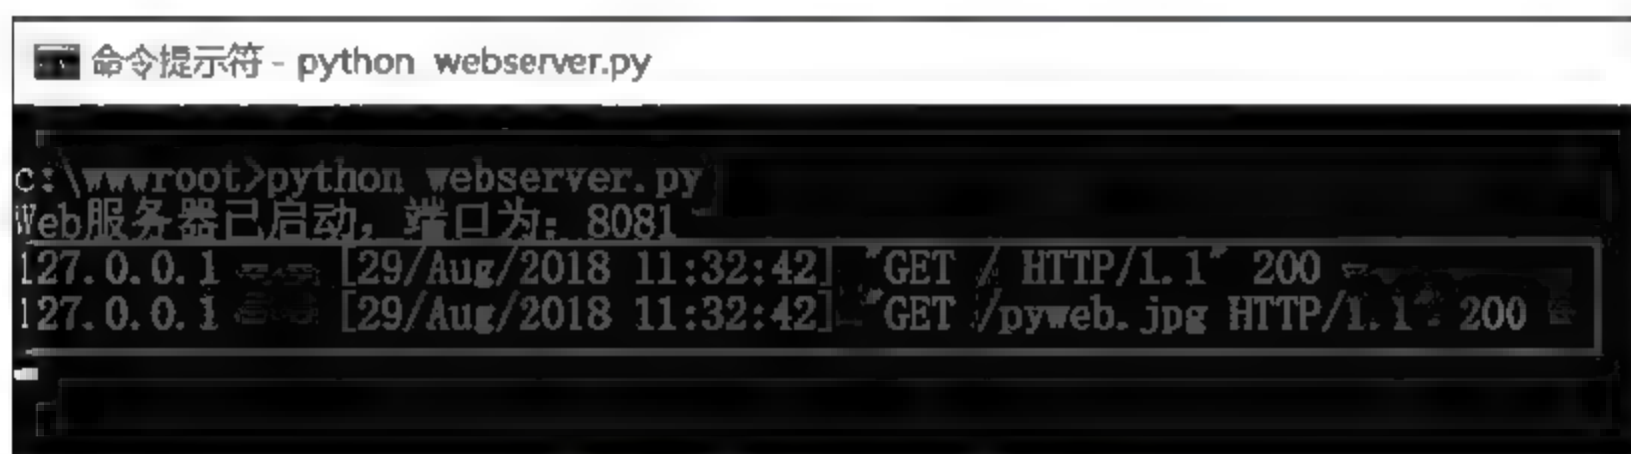 命令提示符 - python  webserver.py
c:\wwwroot>python webserver.py
Web服务器已启动，端口为：8081
127.0.0.1 [29/Aug/2018 11:32:42] "GET / HTTP/1.1" 200
127.0.0.1 [29/Aug/2018 11:32:42] "GET /pyweb.jpg HTTP/1.1" 200